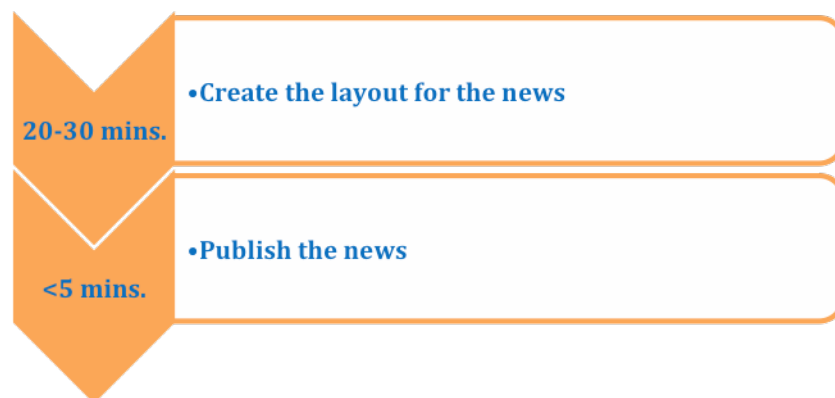 •Create the layout for the news
20-30 mins.
•Publish the news
<5 mins.